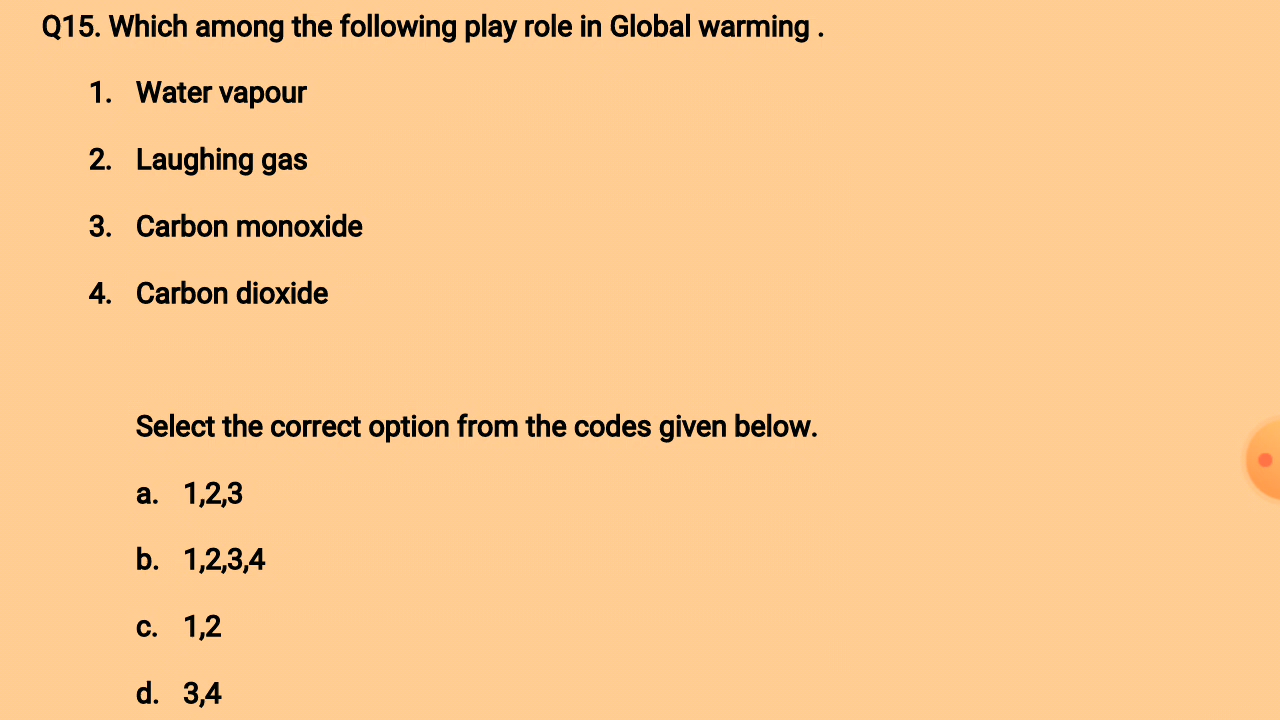 Q15. Which among the following play role in Global warming .
1. Water vapour
2. Laughing gas
3. Carbon monoxide
4. Carbon dioxide
Select the correct option from the codes given below.
a. 1,2,3
b. 1,2,3,4
c. 1,2
d. 3,4